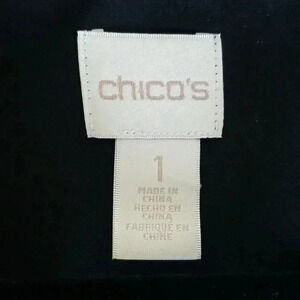 chico's
1
MADE IN
CHINA
HECHO EN
CHINA
FABRIQUE EN
CHINE